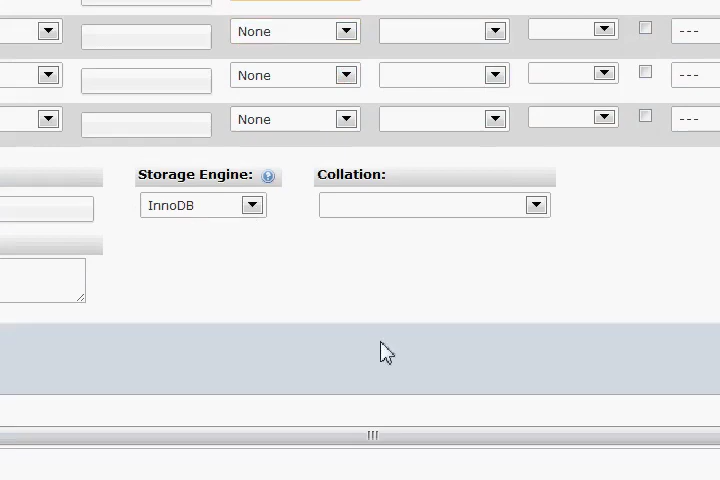 None
---
None
---
None
---
Storage Engine: Collation:
InnoDB